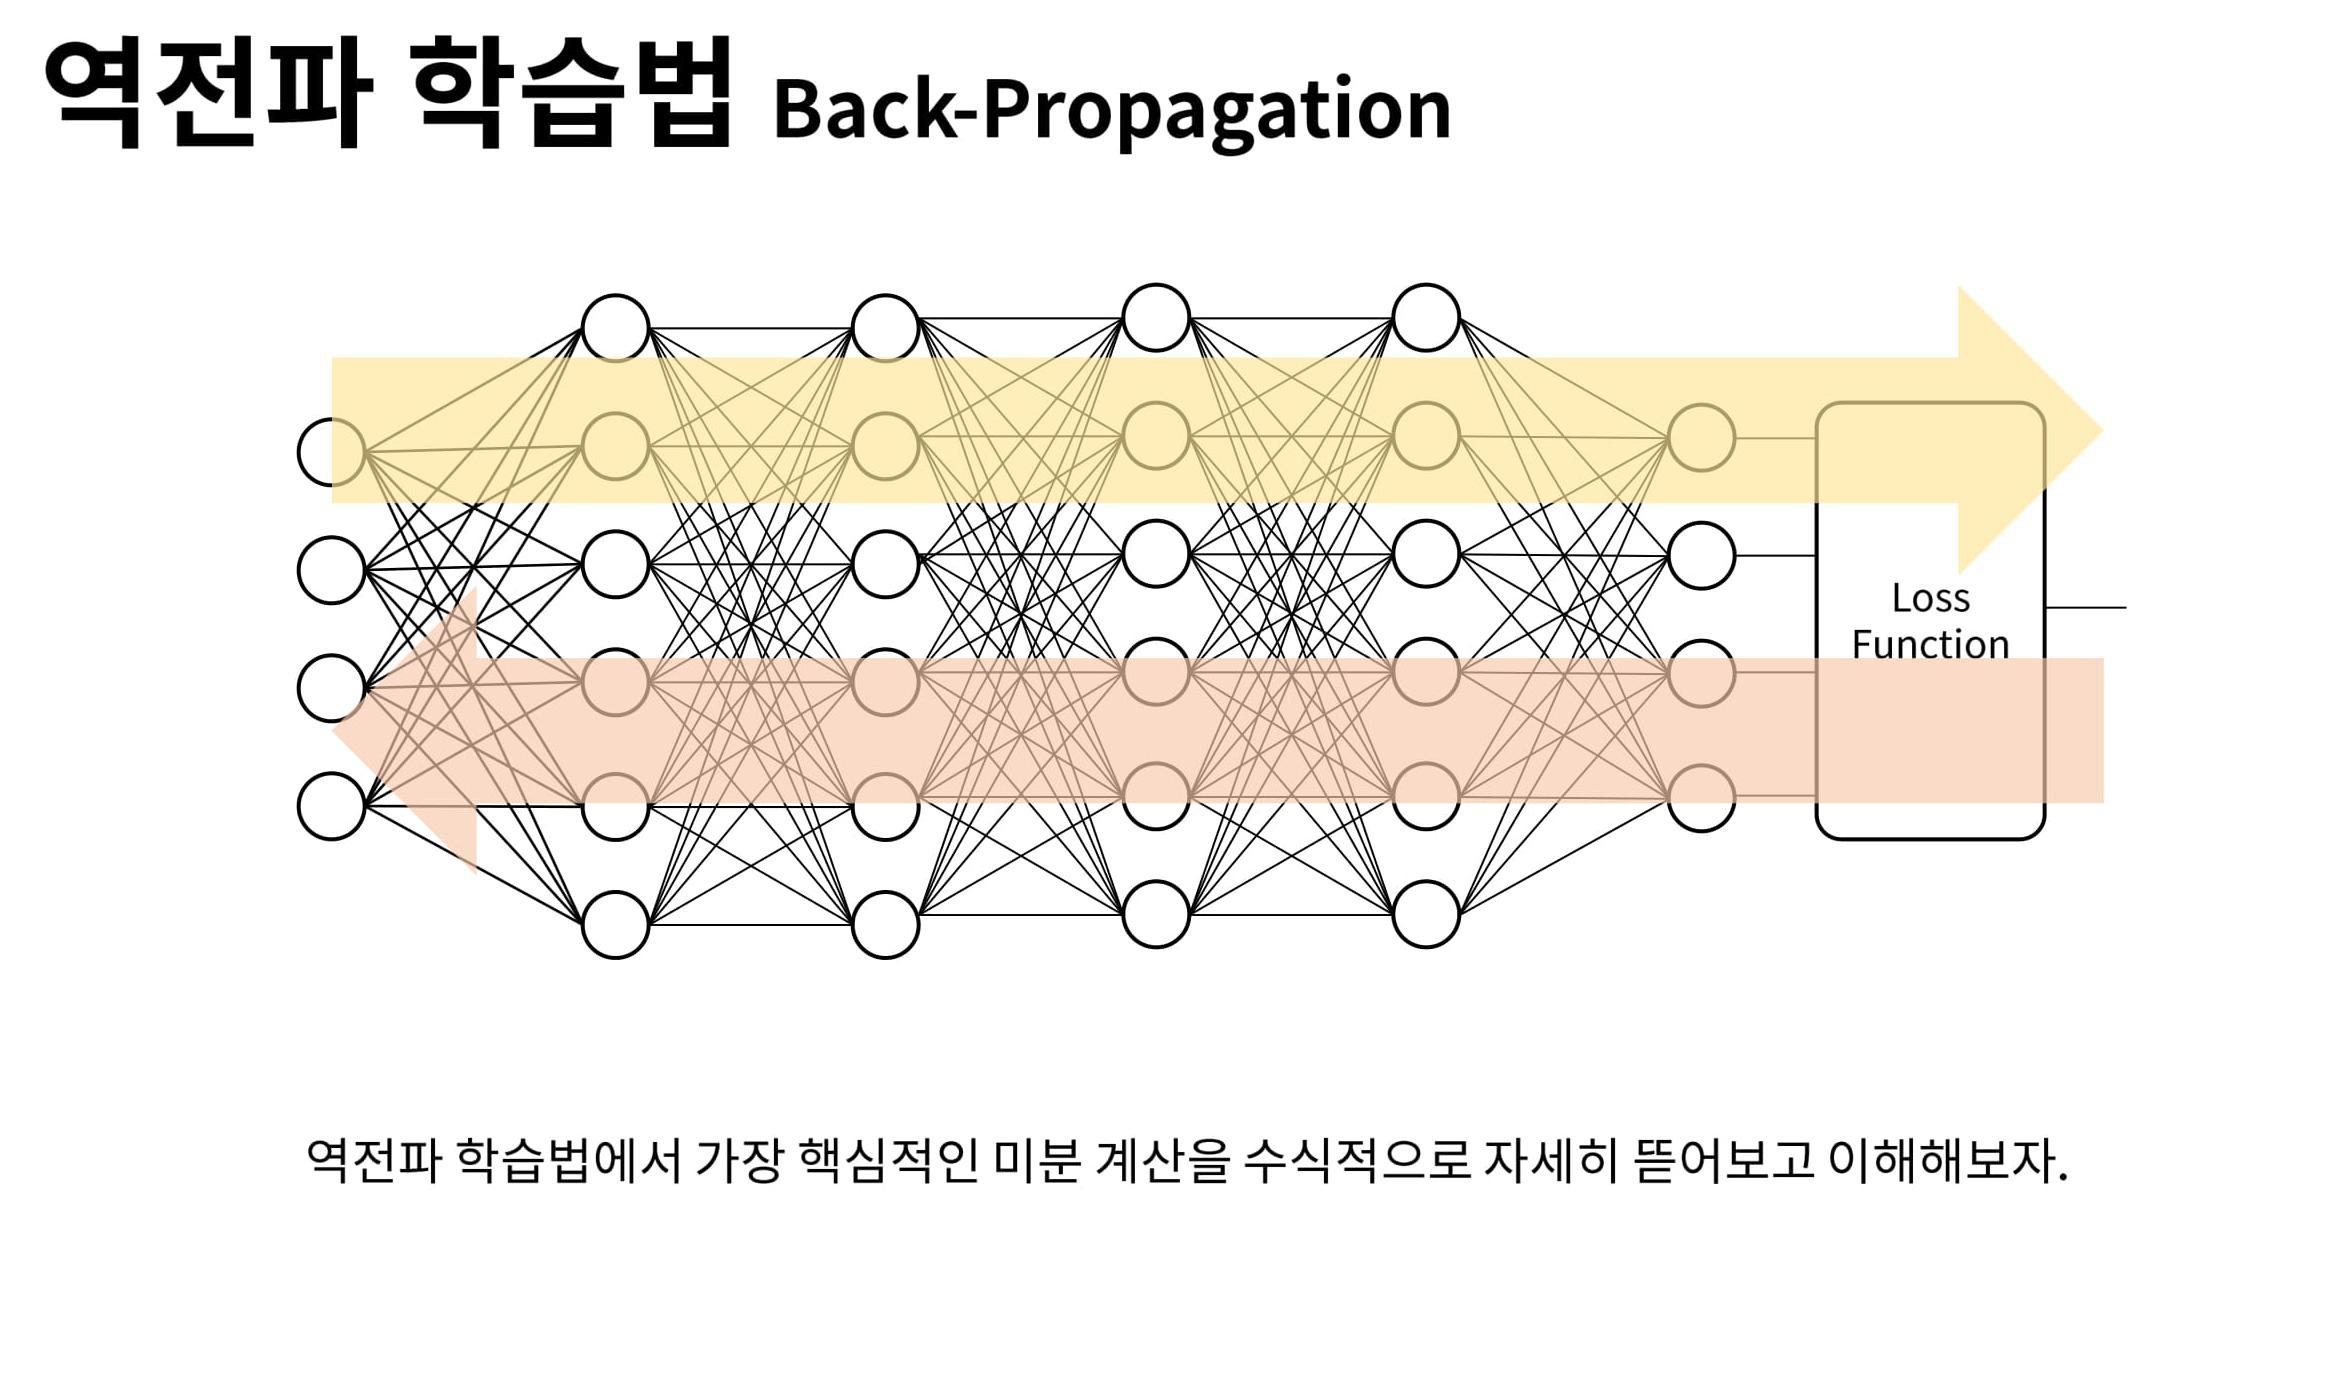 역전파 학습법 Back-Propagation
Loss
Function
역전파 학습법에서 가장 핵심적인 미분 계산을 수식적으로 자세히 뜯어보고 이해해보자.